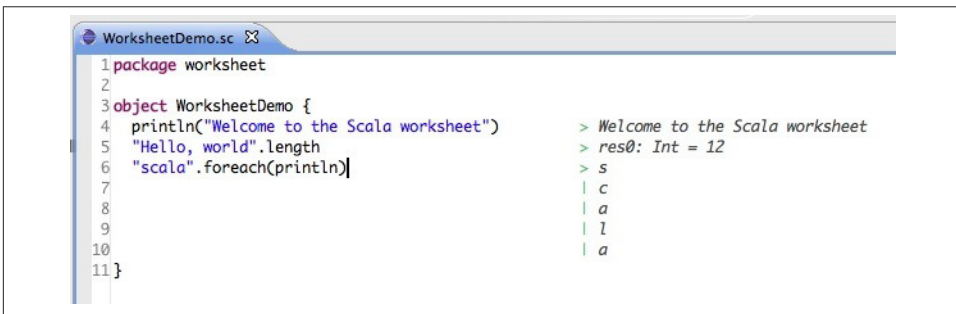 WorksheetDemo.sc
1 package worksheet
2
3 object WorksheetDemo {
4 println("Welcome to the Scala worksheet") > Welcome to the Scala worksheet
5 "Hello, world".length > res0: Int = 12
6 "scala".foreach(println) > s
7 | c
8 | a
9 | l
10 | a
11 }